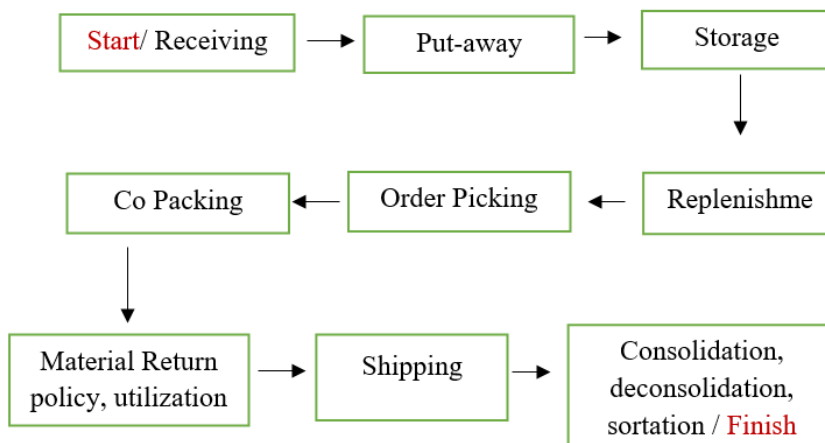 Start/ Receiving
Put-away
Storage
Co Packing
Order Picking
Replenishme
Material Return
policy, utilization
Shipping
Consolidation,
deconsolidation,
sortation / Finish